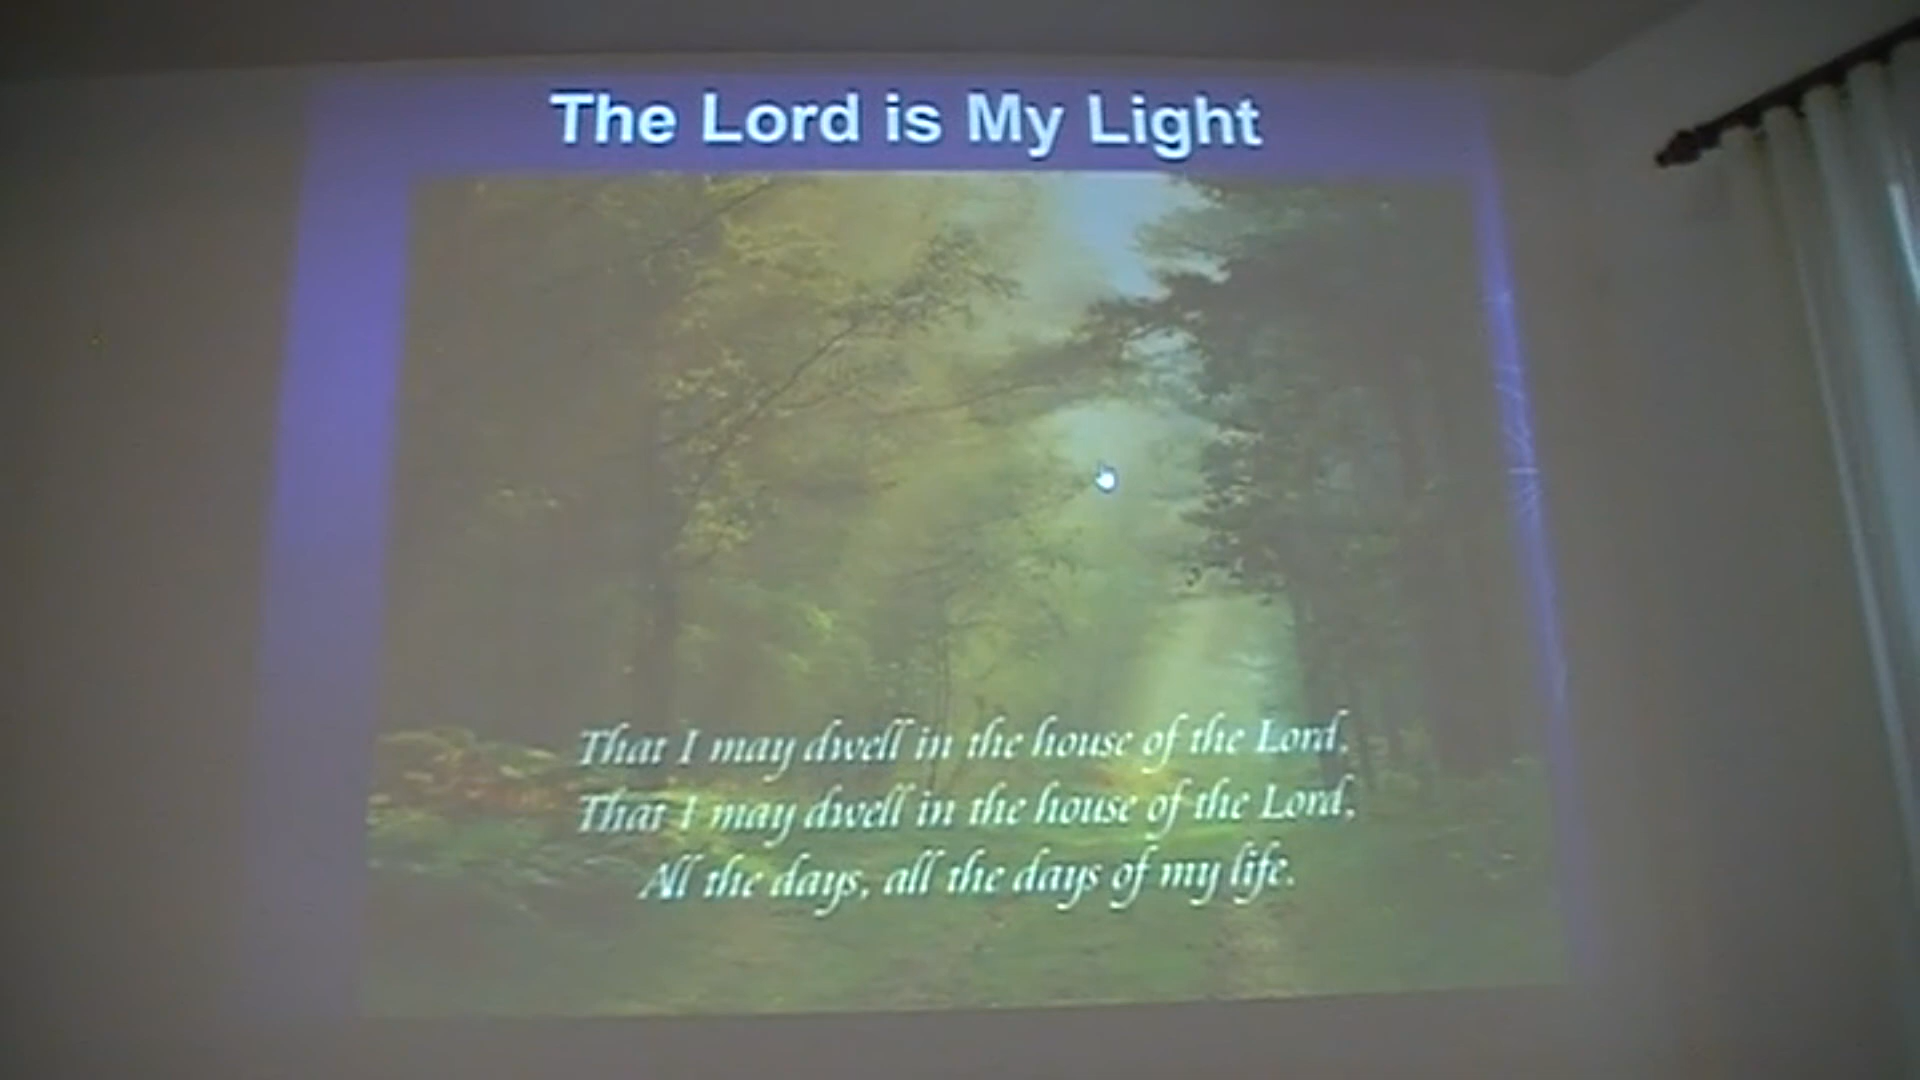 The Lord is My Light
That I may dwell in the house of the Lord,
That I may dwell in the house of the Lord,
All the days, all the days of my life.